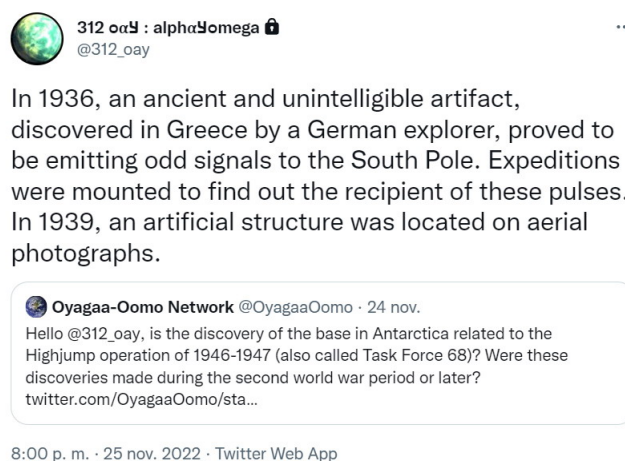 312 oαʎ : alphαʎomega
@312_oay
In 1936, an ancient and unintelligible artifact,
discovered in Greece by a German explorer, proved to
be emitting odd signals to the South Pole. Expeditions
were mounted to find out the recipient of these pulses.
In 1939, an artificial structure was located on aerial
photographs.
Oyagaa-Oomo Network @OyagaaOomo · 24 nov.
Hello @312_oay, is the discovery of the base in Antarctica related to the
Highjump operation of 1946-1947 (also called Task Force 68)? Were these
discoveries made during the second world war period or later?
twitter.com/OyagaaOomo/sta...
8:00 p. m. · 25 nov. 2022 · Twitter Web App